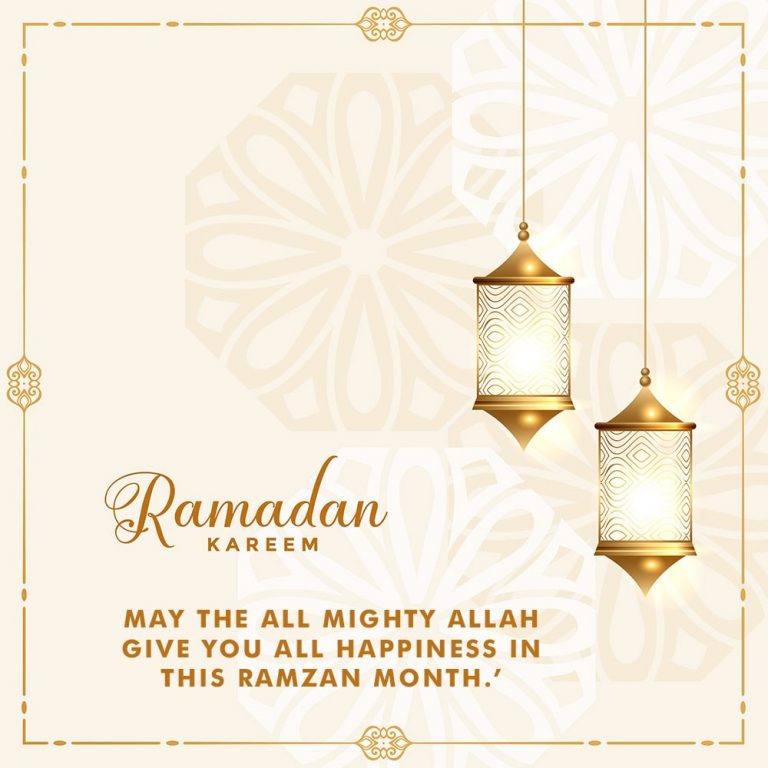 Ramadan
KAREEM
MAY THE ALL MIGHTY ALLAH
GIVE YOU ALL HAPPINESS IN
THIS RAMZAN MONTH.’